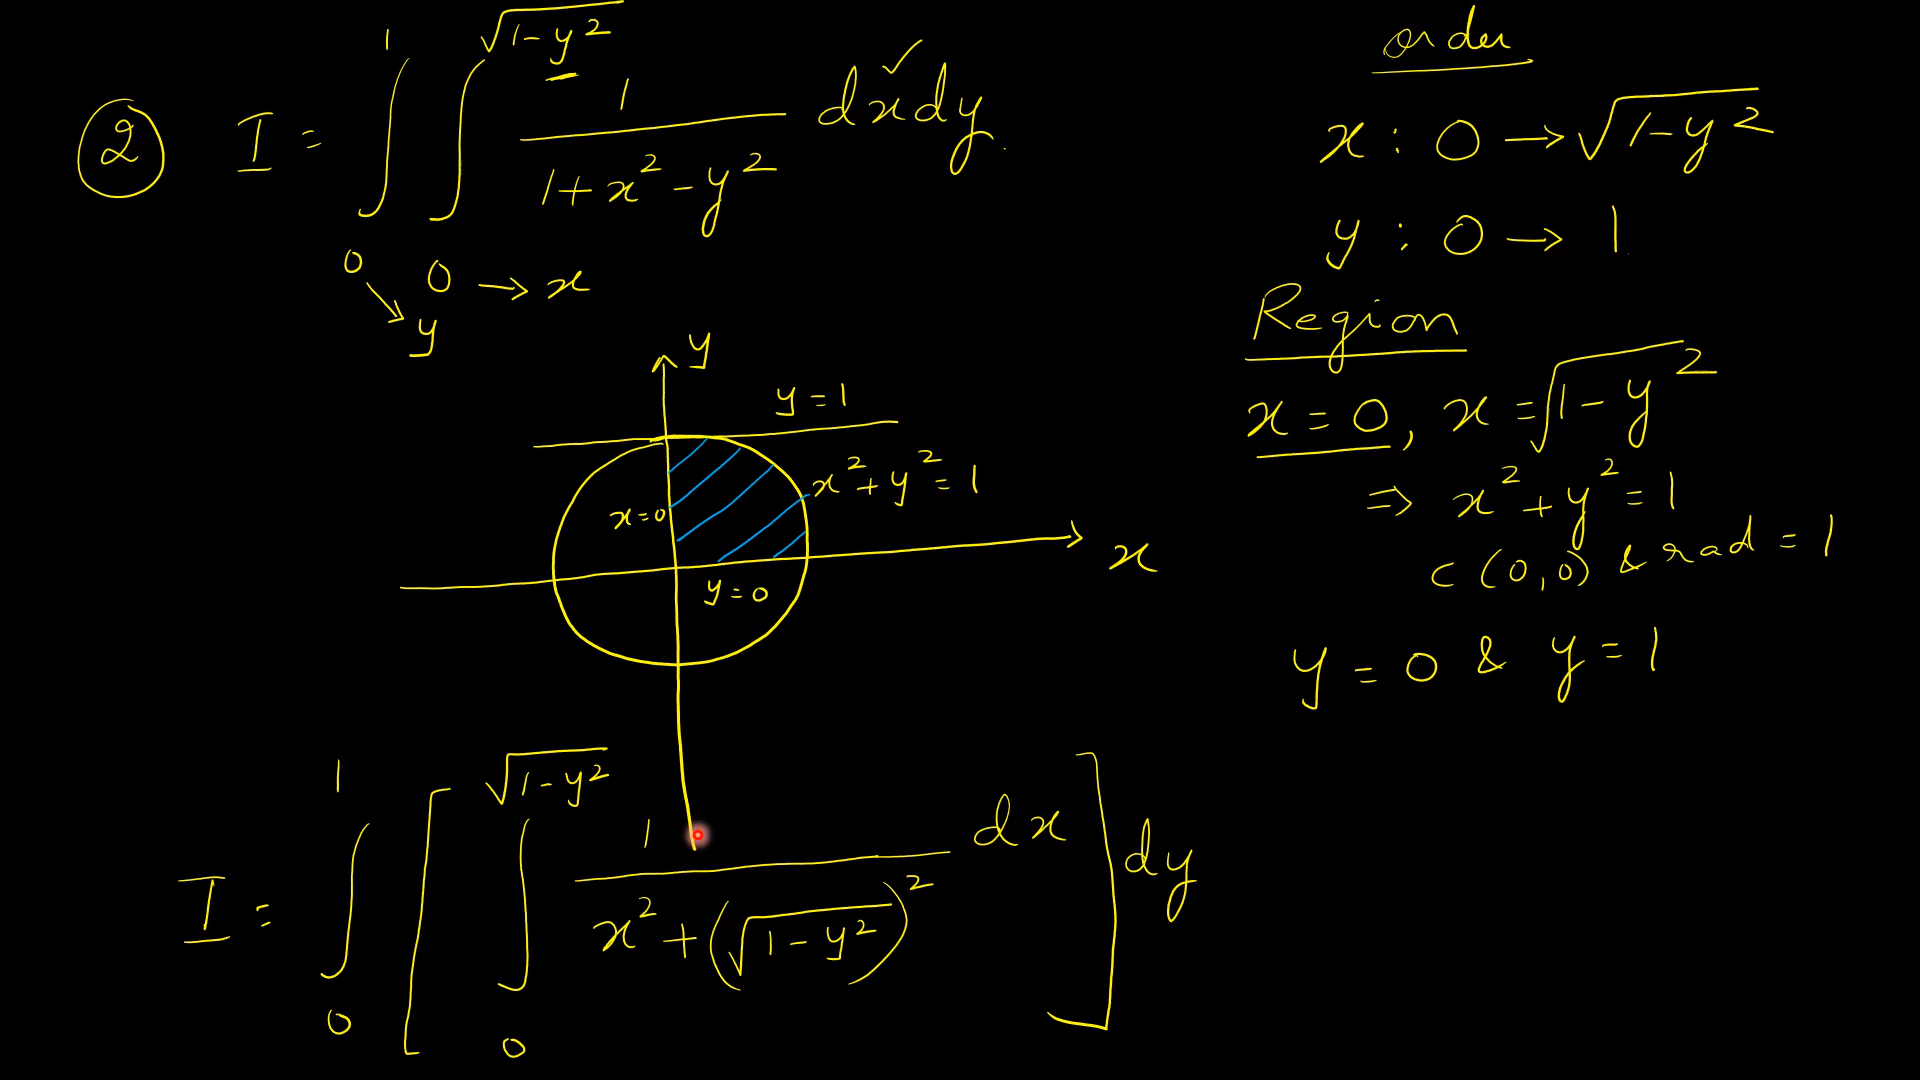 ② I = ∫₀¹ ∫₀^√(1-y²) 1/(1+x²-y²) dx dy ✓
0 → x
y
order
x : 0 → √(1-y²)
y : 0 → 1
Region
x = 0, x = √(1-y²)
⇒ x² + y² = 1
c (0,0) & rad = 1
y = 0 & y = 1
y
y = 1
x² + y² = 1
x = 0
x
y = 0
I = ∫₀¹ [ ∫₀^√(1-y²) 1/(x² + (√(1-y²))²) dx ] dy